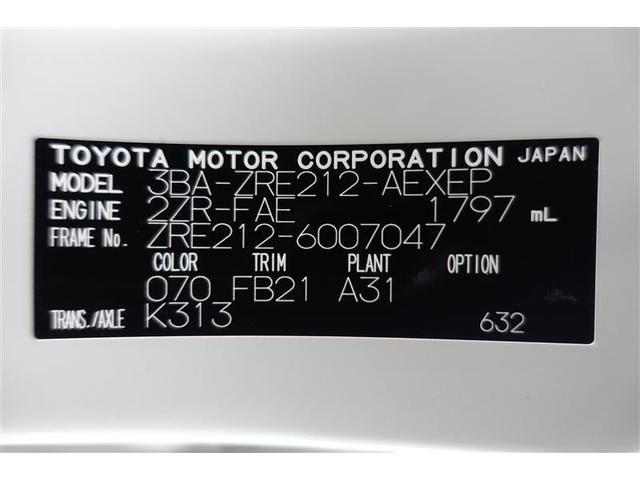 TOYOTA MOTOR CORPORATION JAPAN
MODEL 3BA-ZRE212-AEXEP
ENGINE 2ZR-FAE 1797 mL
FRAME No. ZRE212-6007047
COLOR TRIM PLANT OPTION
070 FB21 A31
TRANS./AXLE K313 632